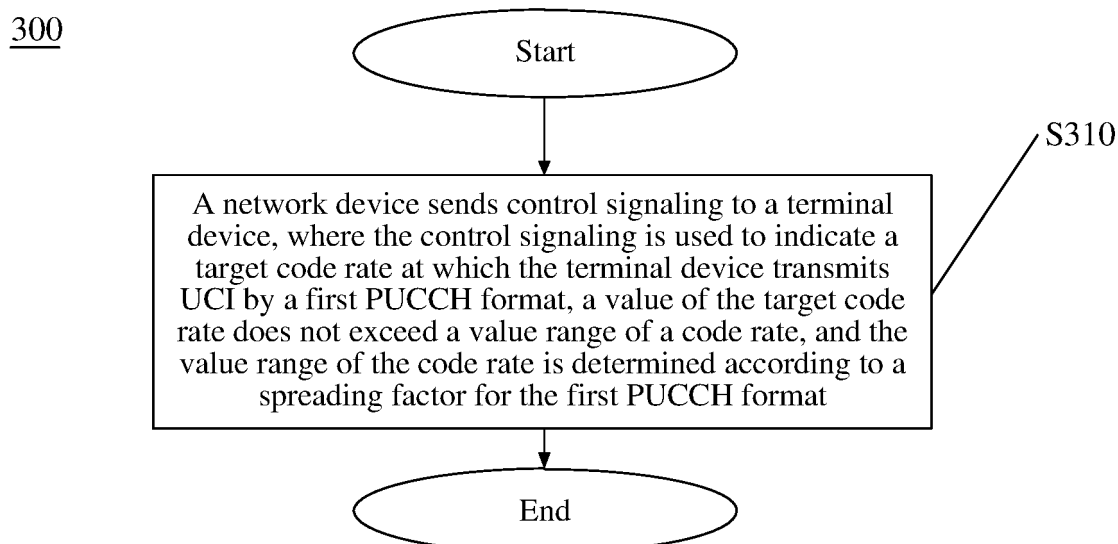 300
Start
S310
A network device sends control signaling to a terminal
device, where the control signaling is used to indicate a
target code rate at which the terminal device transmits
UCI by a first PUCCH format, a value of the target code
rate does not exceed a value range of a code rate, and the
value range of the code rate is determined according to a
spreading factor for the first PUCCH format
End